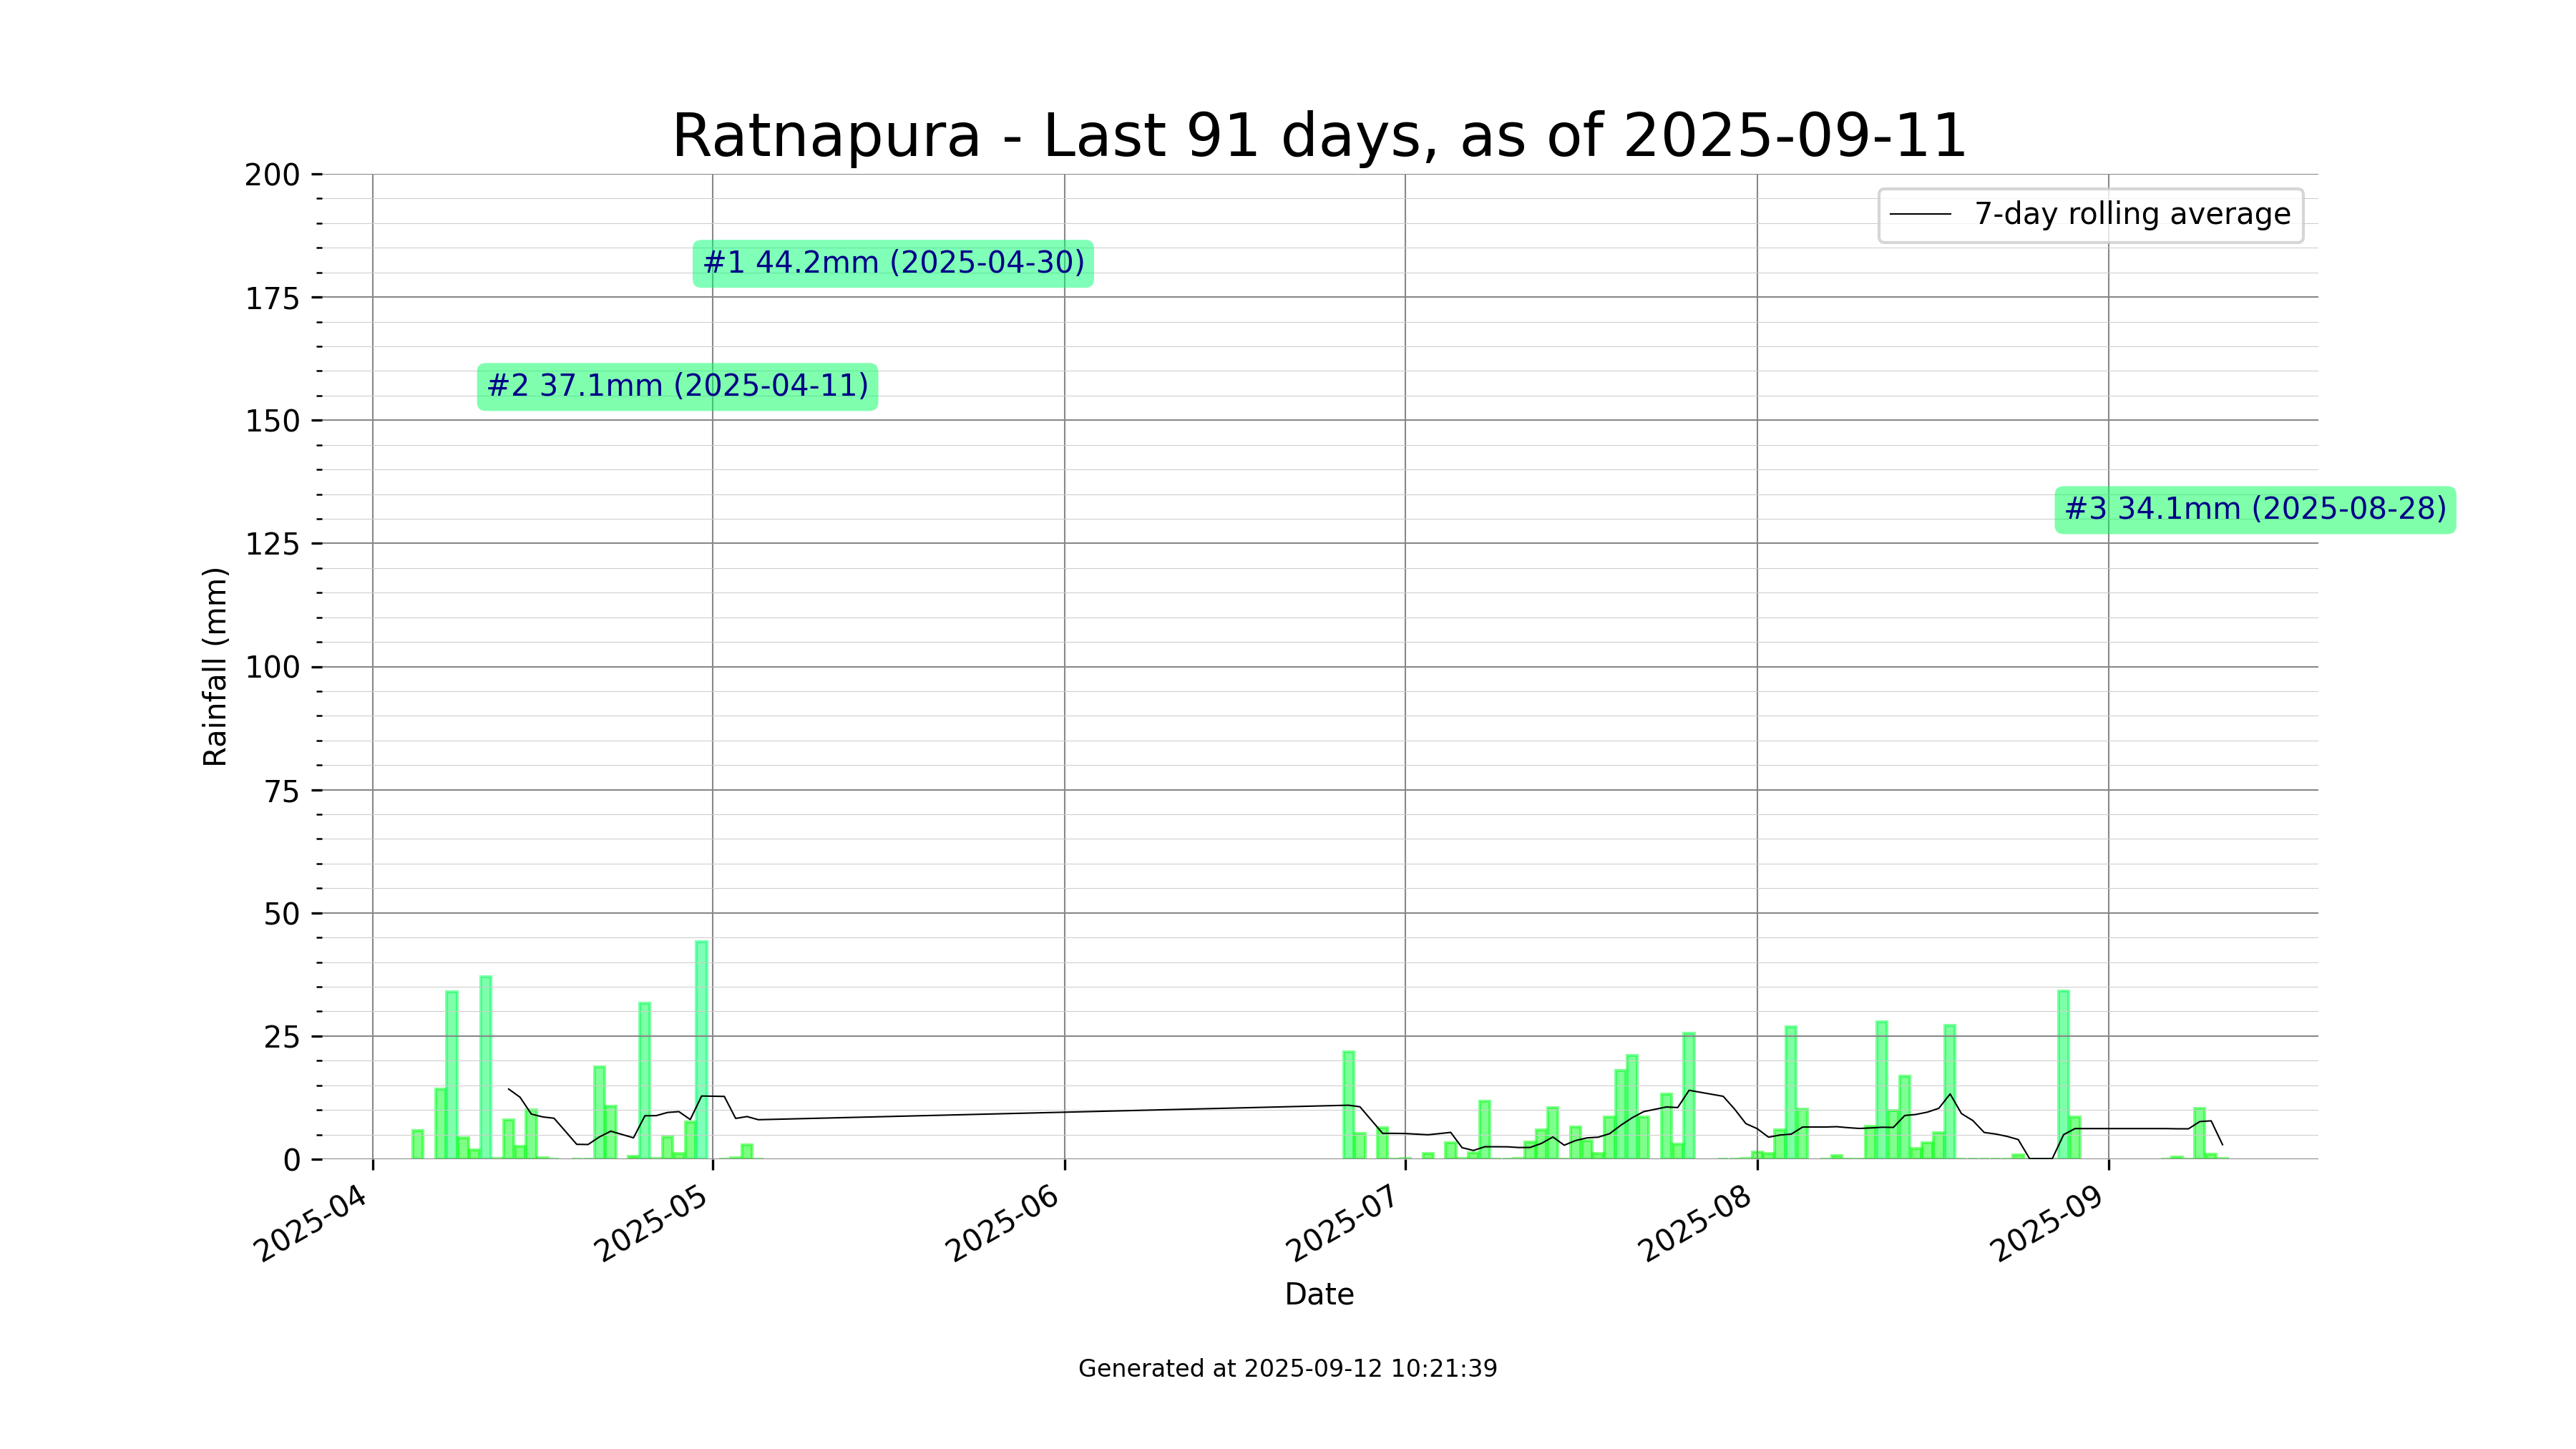 Ratnapura - Last 91 days, as of 2025-09-11
7-day rolling average
#1 44.2mm (2025-04-30)
#2 37.1mm (2025-04-11)
#3 34.1mm (2025-08-28)
Rainfall (mm)
200
175
150
125
100
75
50
25
0
2025-04
2025-05
2025-06
2025-07
2025-08
2025-09
Date
Generated at 2025-09-12 10:21:39